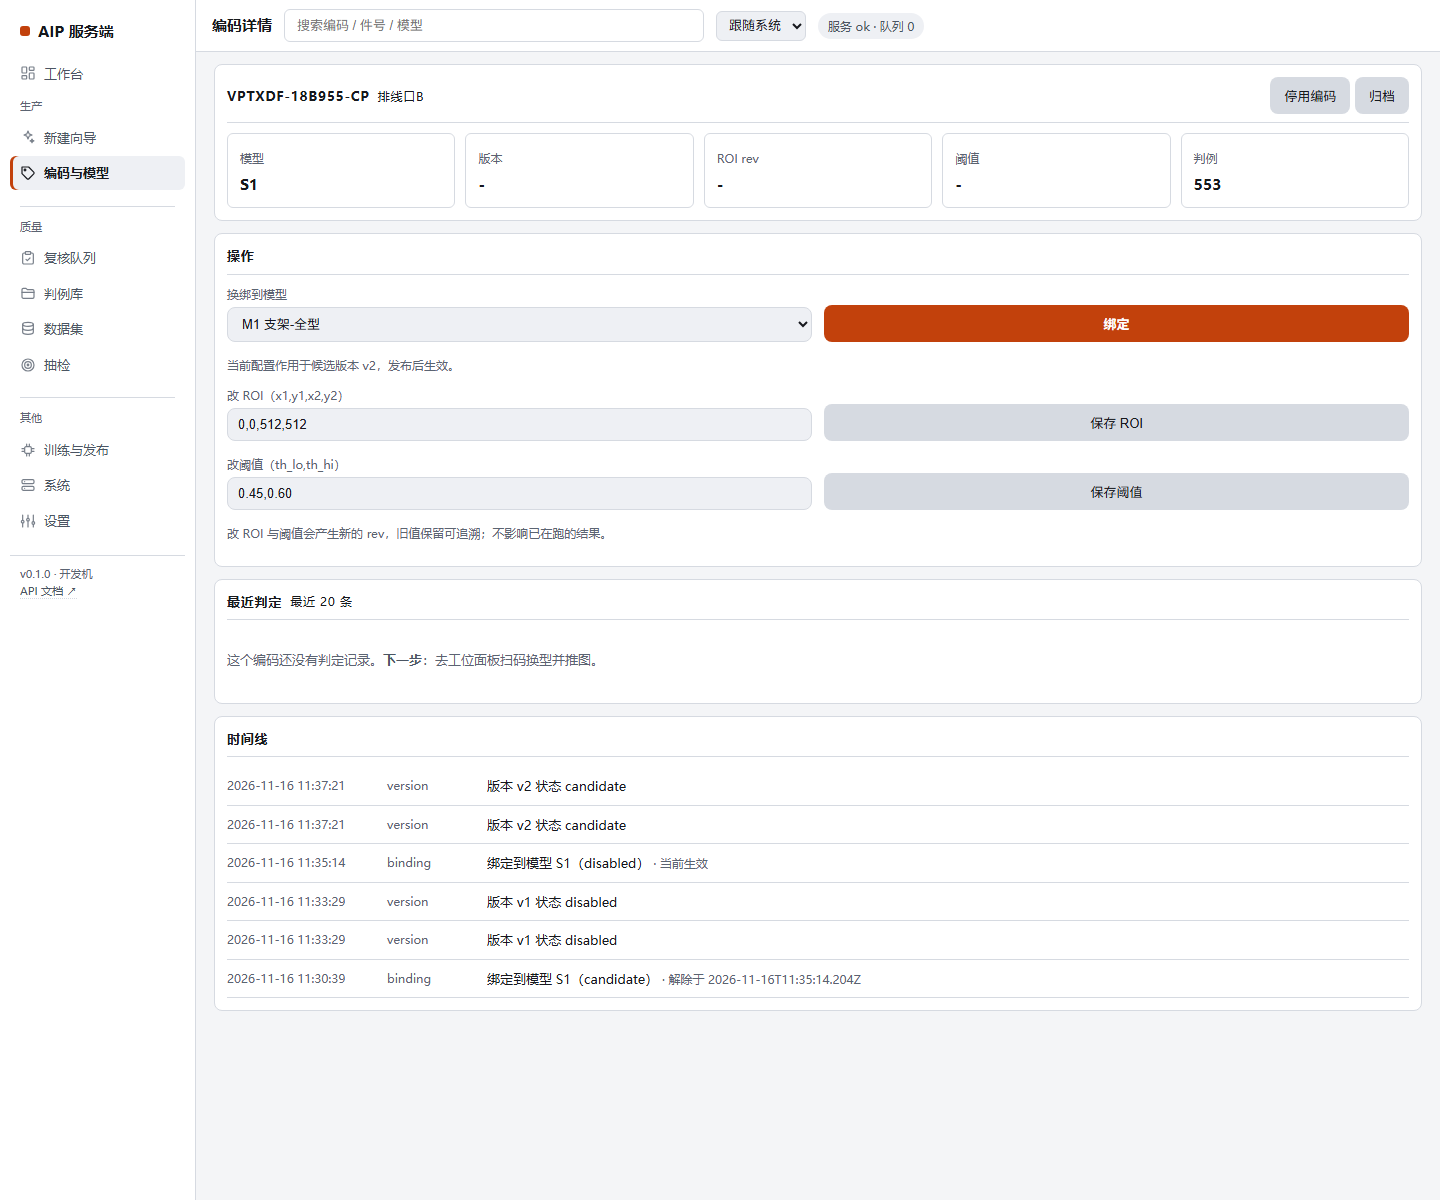 AIP 服务端
工作台
生产
新建向导
编码与模型
质量
复核队列
判例库
数据集
抽检
其他
训练与发布
系统
设置
v0.1.0 · 开发机
API 文档 ↗
编码详情
搜索编码 / 件号 / 模型
跟随系统
服务 ok · 队列 0
VPTXDF-18B955-CP 排线口B
停用编码
归档
模型
S1
版本
-
ROI rev
-
阈值
-
判例
553
操作
换绑到模型
M1 支架-全型
绑定
当前配置作用于候选版本 v2，发布后生效。
改 ROI（x1,y1,x2,y2）
0,0,512,512
保存 ROI
改阈值（th_lo,th_hi）
0.45,0.60
保存阈值
改 ROI 与阈值会产生新的 rev，旧值保留可追溯；不影响已在跑的结果。
最近判定 最近 20 条
这个编码还没有判定记录。下一步：去工位面板扫码换型并推图。
时间线
2026-11-16 11:37:21 version 版本 v2 状态 candidate
2026-11-16 11:37:21 version 版本 v2 状态 candidate
2026-11-16 11:35:14 binding 绑定到模型 S1（disabled） · 当前生效
2026-11-16 11:33:29 version 版本 v1 状态 disabled
2026-11-16 11:33:29 version 版本 v1 状态 disabled
2026-11-16 11:30:39 binding 绑定到模型 S1（candidate） · 解除于 2026-11-16T11:35:14.204Z